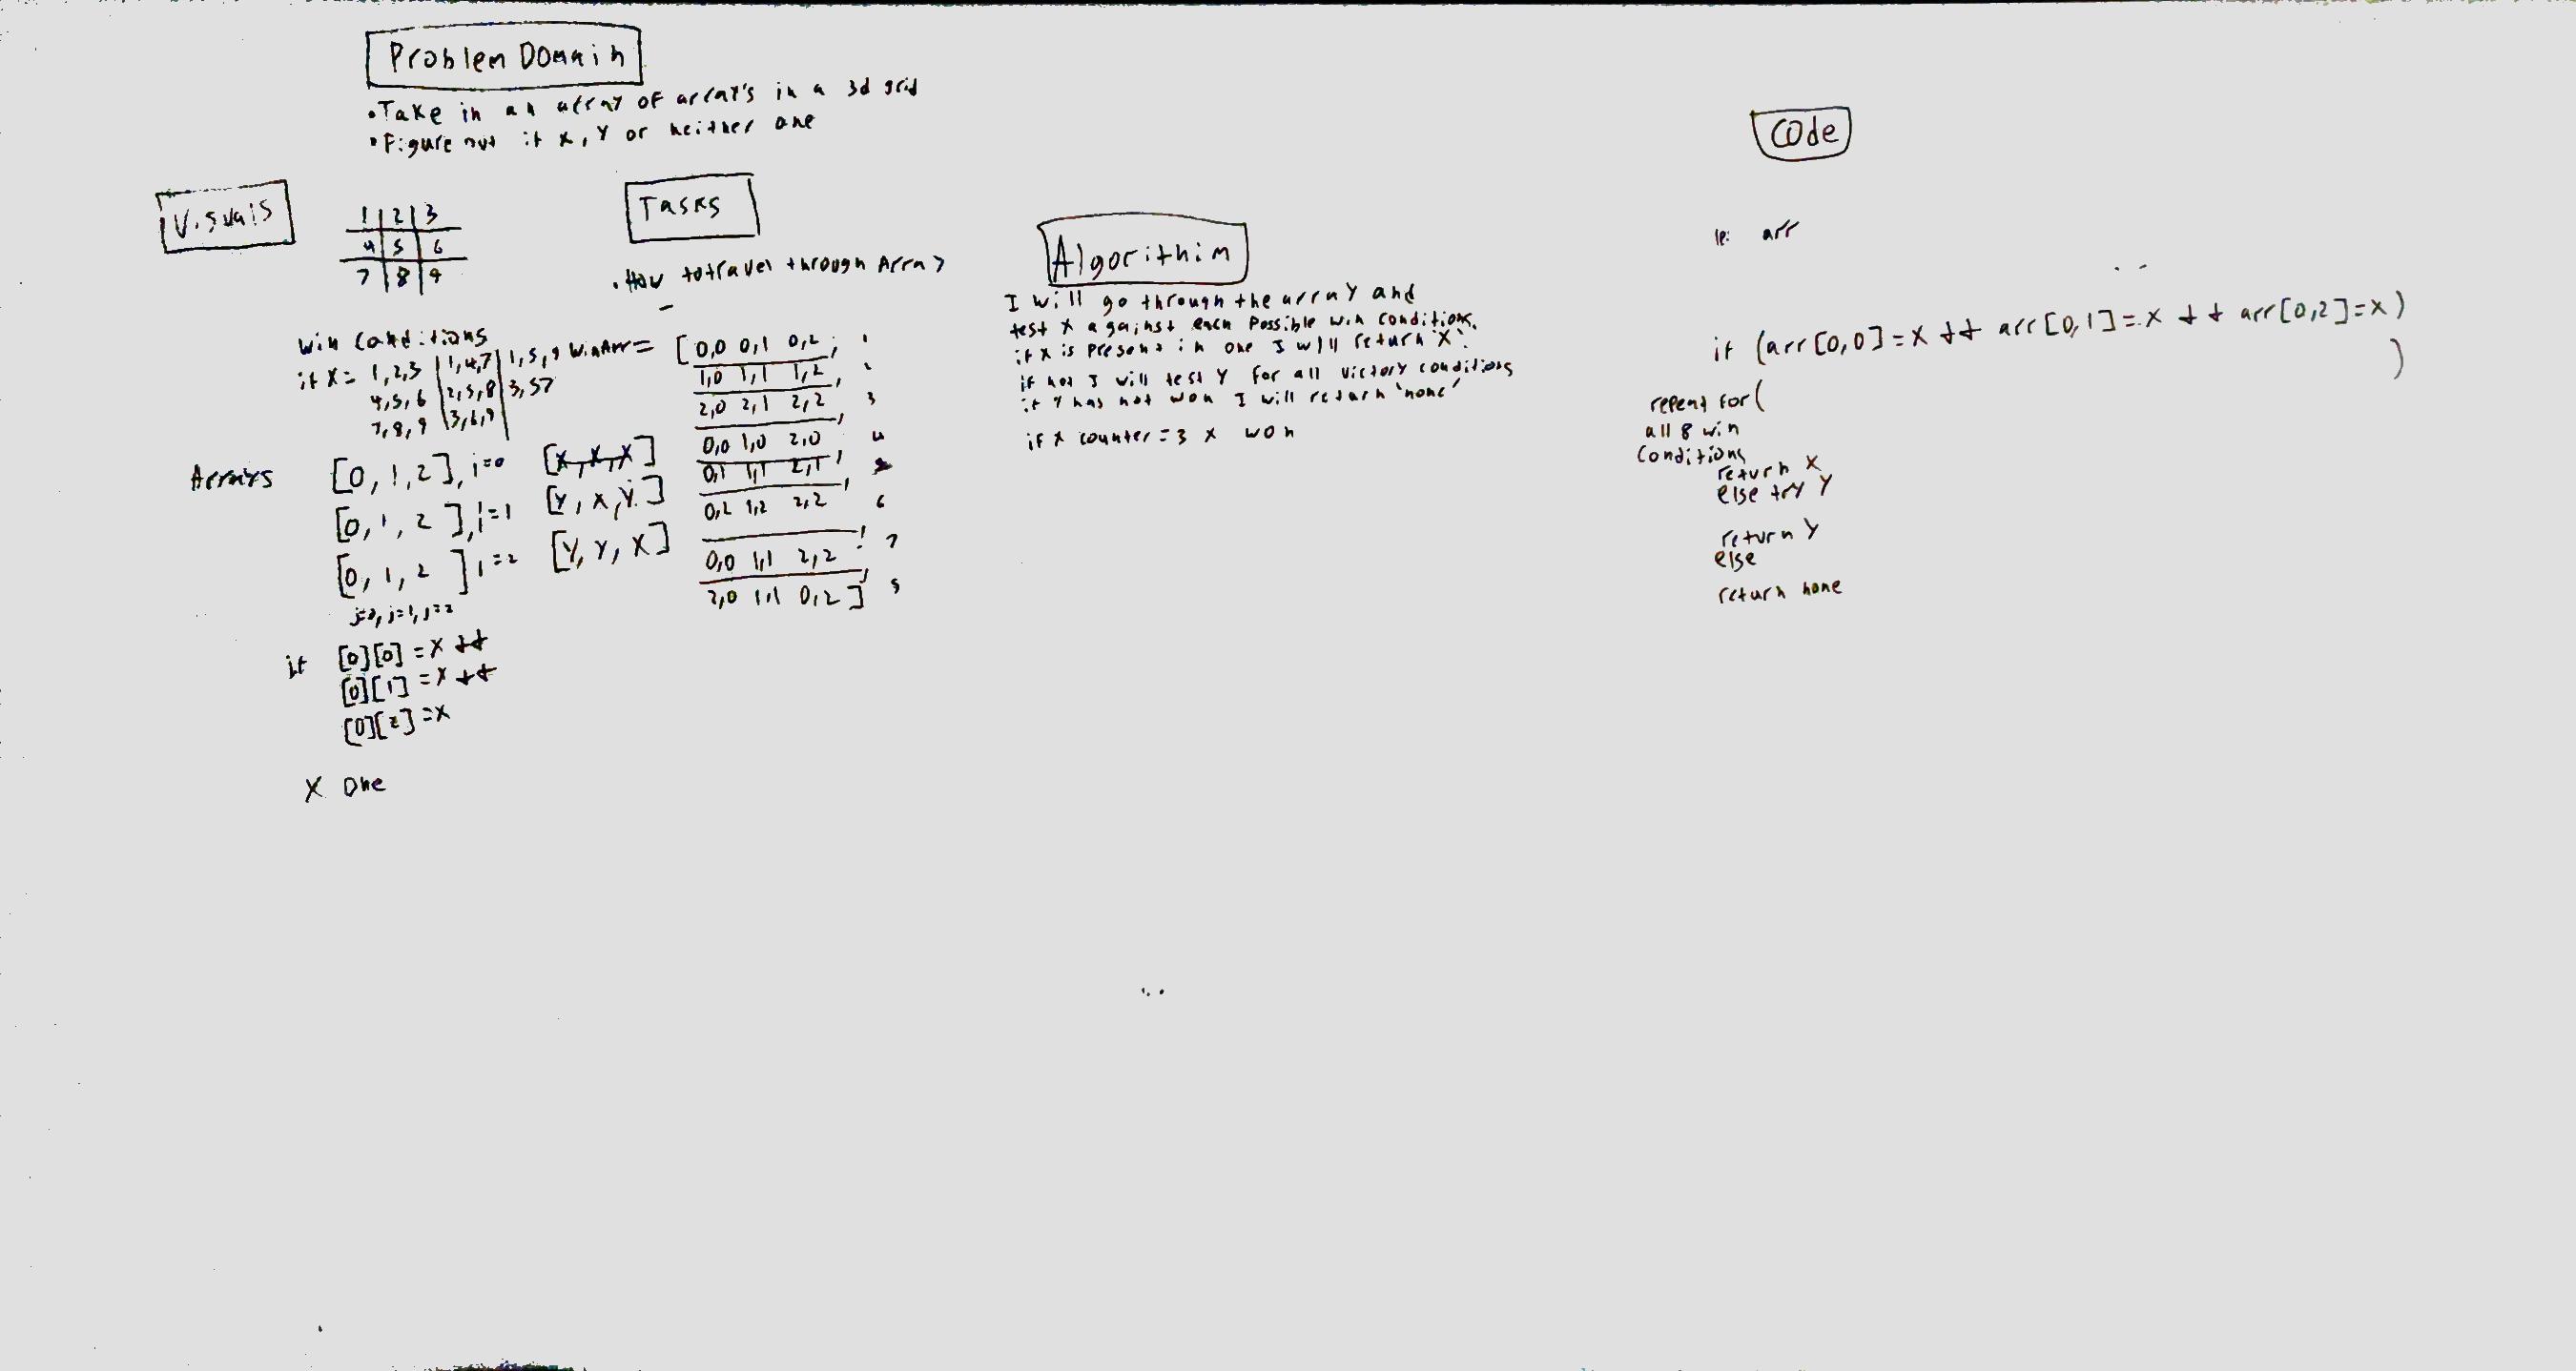 Problem Domain
•Take in an array of array's in a 3d grid
•Figure out if X, Y or neither one
Visuals
1 2 3
4 5 6
7 8 9
Tasks
•How to travel through Array
Win Conditions
if X = 1,2,3 | 1,4,7 | 1,5,9
4,5,6 | 2,5,8 | 3,57
7,8,9 | 3,6,9 |
WinArr = [0,0 0,1 0,2, 1
1,0 1,1 1,2, 2
2,0 2,1 2,2, 3
0,0 1,0 2,0 4
0,1 1,1 2,1,
0,2 1,2 2,2, 6
0,0 1,1 2,2 7
2,0 1,1 0,2]
Arrays [0,1,2], i=0 [X,X,X]
[0,1,2], i=1 [Y,X,Y]
[0,1,2] i=2 [Y,Y,X]
j=0, j=1, j=2
if [0][0] =X &&
[0][1] =X &&
[0][2] =X
X One
Algorithim
I will go through the array and
test X against each possible win conditions.
if X is present in one I will return 'X'.
if not I will test Y for all victory conditions
if Y has not won I will return 'none'
if X counter = 3 X won
Code
arr
if (arr[0,0]=X && arr[0,1]=X && arr[0,2]=X)
)
repeat for(
all 8 win
conditions
return X
else try Y
return Y
else
return none